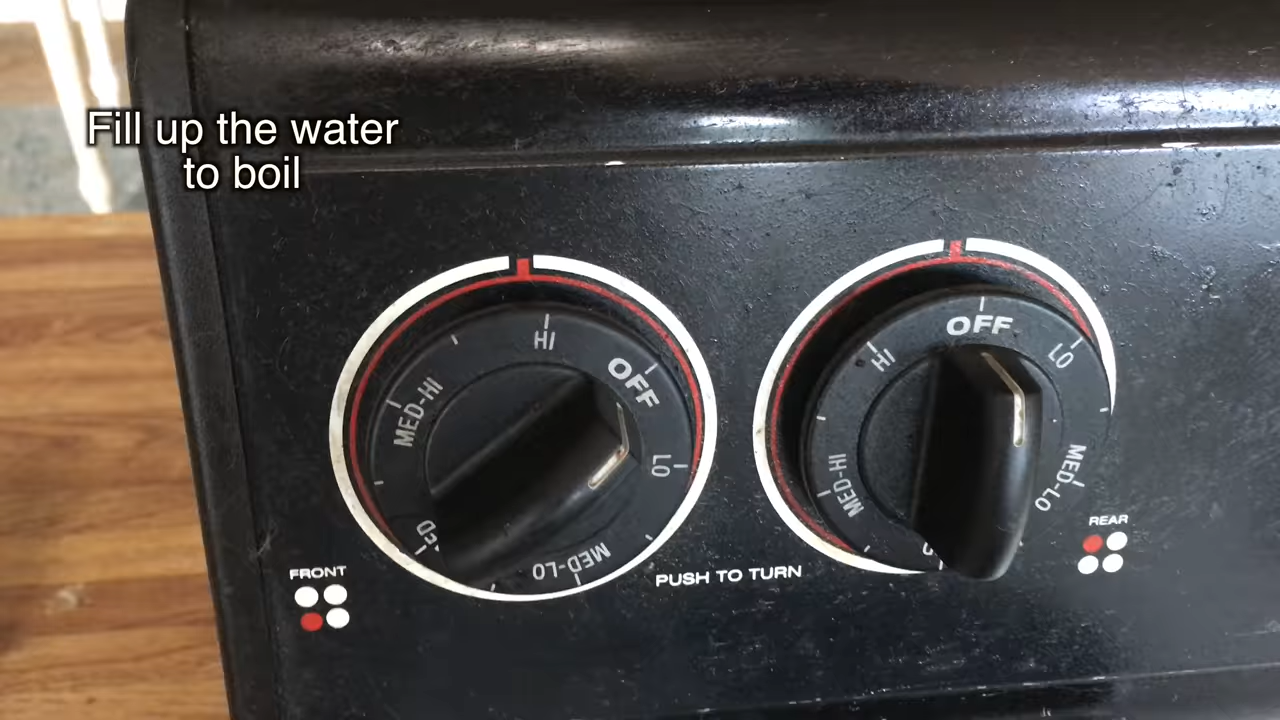 Fill up the water
to boil
HI
OFF
MED-HI
LO
MED-LO
OFF
HI
LO
MED-HI
MED-LO
FRONT
PUSH TO TURN
REAR